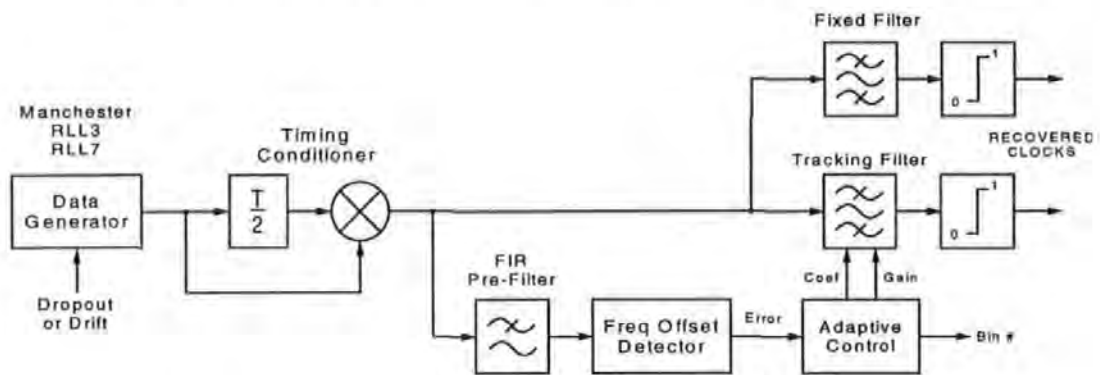 Fixed Filter
1
0
Manchester
RLL3
RLL7
Timing
Conditioner
RECOVERED
CLOCKS
Tracking Filter
Data
Generator
T
2
1
0
FIR
Pre-Filter
Coef
Gain
Dropout
or Drift
Freq Offset
Detector
Error
Adaptive
Control
Bin #